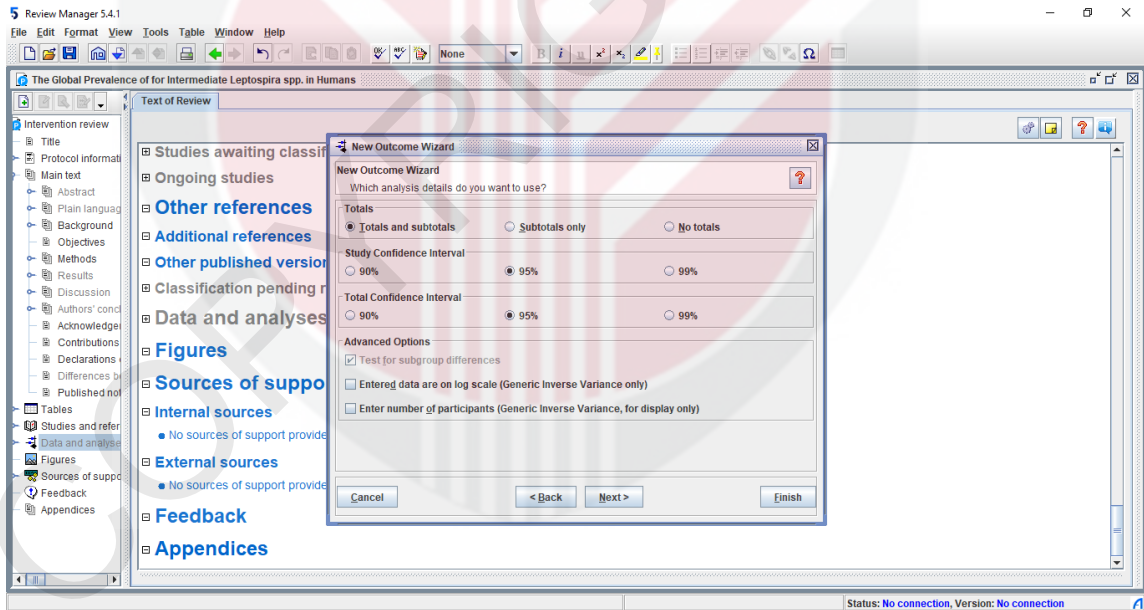 Review Manager 5.4.1
File Edit Format View Tools Table Window Help
None
The Global Prevalence of for Intermediate Leptospira spp. in Humans
Text of Review
Intervention review
Title
Protocol informati
Main text
Abstract
Plain languag
Background
Objectives
Methods
Results
Discussion
Authors' concl
Acknowledge
Contributions
Declarations
Differences be
Published not
Tables
Studies and refer
Data and analyse
Figures
Sources of suppo
Feedback
Appendices
Studies awaiting classif
Ongoing studies
Other references
Additional references
Other published version
Classification pending r
Data and analyses
Figures
Sources of suppo
Internal sources
No sources of support provide
External sources
No sources of support provide
Feedback
Appendices
New Outcome Wizard
New Outcome Wizard
Which analysis details do you want to use?
Totals
Totals and subtotals Subtotals only No totals
Study Confidence Interval
90% 95% 99%
Total Confidence Interval
90% 95% 99%
Advanced Options
Test for subgroup differences
Entered data are on log scale (Generic Inverse Variance only)
Enter number of participants (Generic Inverse Variance, for display only)
Cancel < Back Next > Finish
Status: No connection, Version: No connection